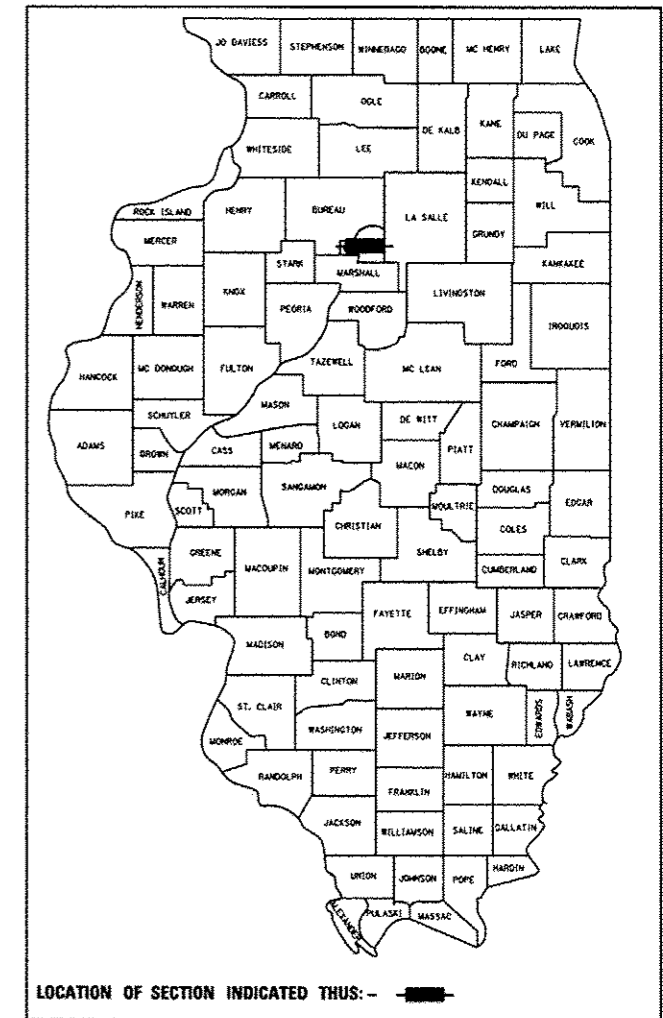 JO DAVIESS STEPHENSON WINNEBAGO BOONE MC HENRY LAKE
CARROLL OGLE DE KALB KANE DU PAGE COOK
WHITESIDE LEE KENDALL WILL
ROCK ISLAND HENRY BUREAU LA SALLE GRUNDY
MERCER STARK MARSHALL KANKAKEE
HENDERSON WARREN KNOX PEORIA WOODFORD LIVINGSTON IROQUOIS
HANCOCK MC DONOUGH FULTON TAZEWELL MC LEAN FORD
SCHUYLER MASON LOGAN DE WITT CHAMPAIGN VERMILION
ADAMS BROWN CASS MENARD MACON PIATT
PIKE SCOTT MORGAN SANGAMON CHRISTIAN MOULTRIE DOUGLAS EDGAR
COLES
CALHOUN GREENE MACOUPIN MONTGOMERY SHELBY CUMBERLAND CLARK
JERSEY FAYETTE EFFINGHAM JASPER CRAWFORD
MADISON BOND CLAY RICHLAND LAWRENCE
CLINTON MARION
ST. CLAIR WASHINGTON JEFFERSON WAYNE EDWARDS WABASH
MONROE
RANDOLPH PERRY FRANKLIN HAMILTON WHITE
JACKSON WILLIAMSON SALINE GALLATIN
UNION JOHNSON POPE HARDIN
ALEXANDER PULASKI MASSAC
LOCATION OF SECTION INDICATED THUS: -